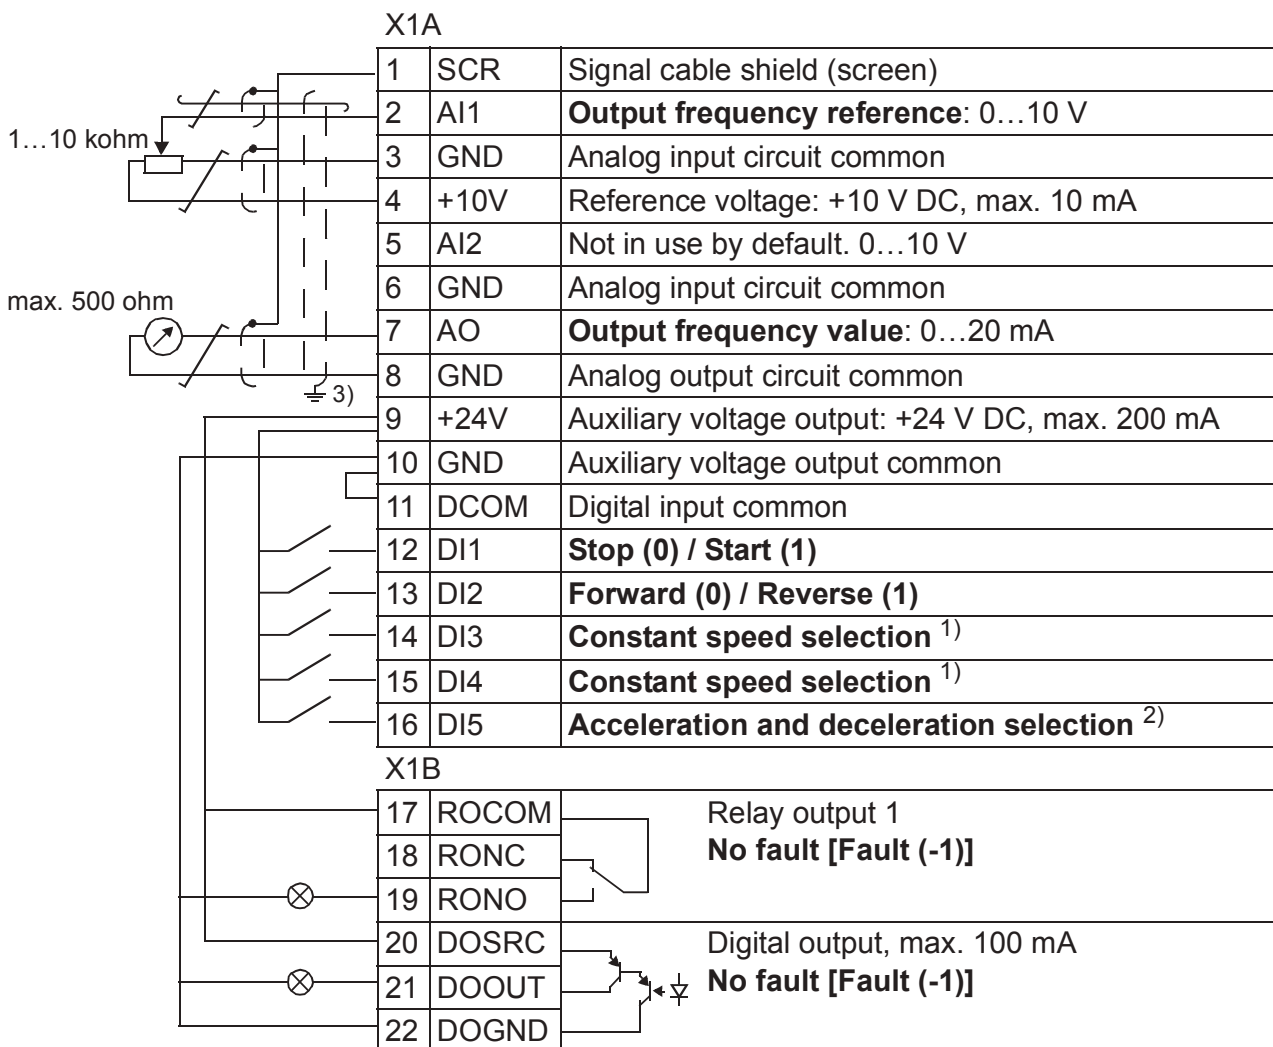 X1A
1 SCR Signal cable shield (screen)
2 AI1 Output frequency reference: 0…10 V
1…10 kohm
3 GND Analog input circuit common
4 +10V Reference voltage: +10 V DC, max. 10 mA
5 AI2 Not in use by default. 0…10 V
6 GND Analog input circuit common
max. 500 ohm
7 AO Output frequency value: 0…20 mA
8 GND Analog output circuit common
3)
9 +24V Auxiliary voltage output: +24 V DC, max. 200 mA
10 GND Auxiliary voltage output common
11 DCOM Digital input common
12 DI1 Stop (0) / Start (1)
13 DI2 Forward (0) / Reverse (1)
14 DI3 Constant speed selection 1)
15 DI4 Constant speed selection 1)
16 DI5 Acceleration and deceleration selection 2)
X1B
17 ROCOM Relay output 1
18 RONC No fault [Fault (-1)]
19 RONO
20 DOSRC Digital output, max. 100 mA
21 DOOUT No fault [Fault (-1)]
22 DOGND